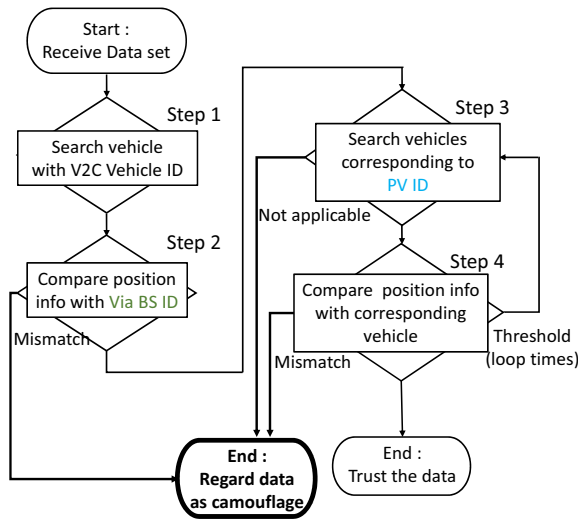 Start :
Receive Data set
Step 1
Search vehicle
with V2C Vehicle ID
Step 2
Compare position
info with Via BS ID
Mismatch
Step 3
Search vehicles
corresponding to
PV ID
Not applicable
Step 4
Compare position info
with corresponding
vehicle
Mismatch
Threshold
(loop times)
End :
Regard data
as camouflage
End :
Trust the data